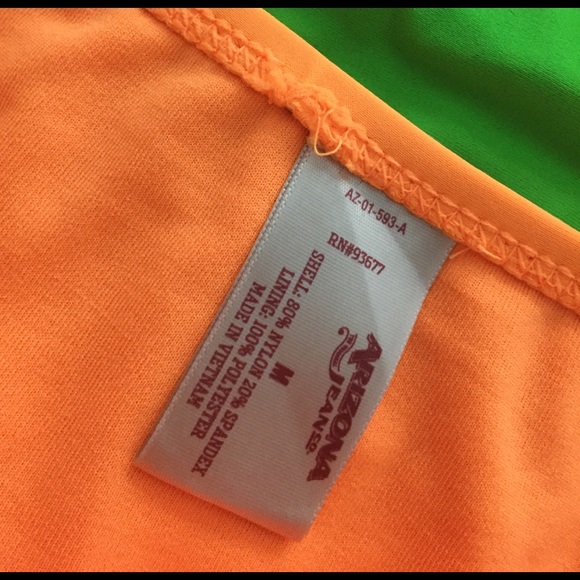 AZ-01-593-A
RN#93677
ARIZONA
JEAN CO.
M
SHELL: 80% NYLON 20% SPANDEX
LINING: 100% POLYESTER
MADE IN VIETNAM